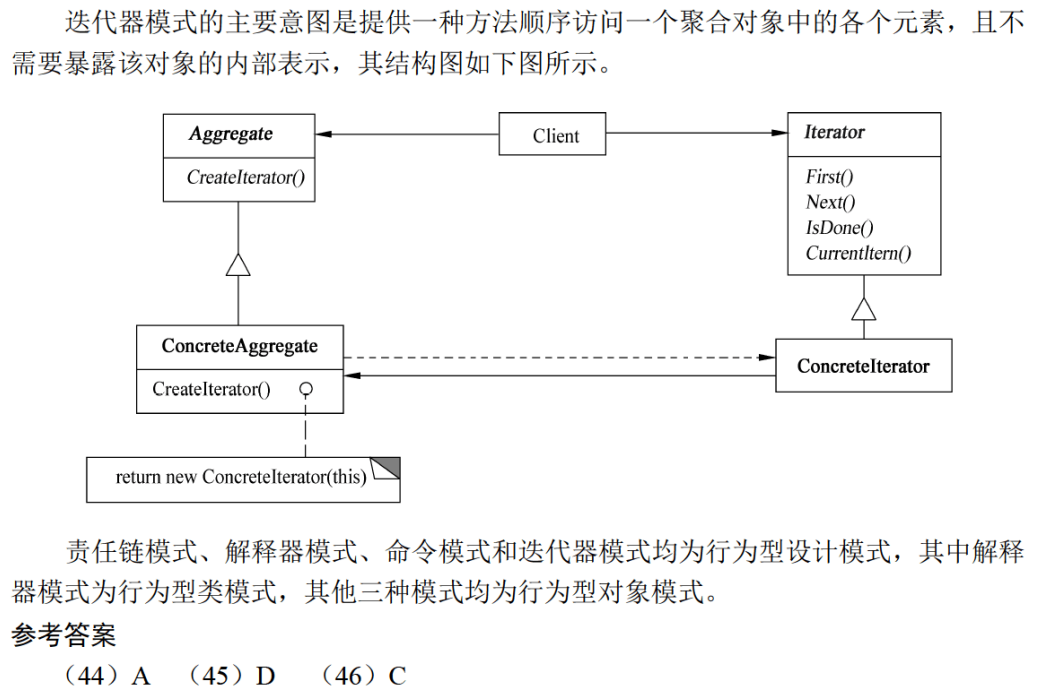 迭代器模式的主要意图是提供一种方法顺序访问一个聚合对象中的各个元素，且不
需要暴露该对象的内部表示，其结构图如下图所示。
Aggregate
CreateIterator()
Client
Iterator
First()
Next()
IsDone()
CurrentItern()
ConcreteAggregate
CreateIterator()
ConcreteIterator
return new ConcreteIterator(this)
责任链模式、解释器模式、命令模式和迭代器模式均为行为型设计模式，其中解释
器模式为行为型类模式，其他三种模式均为行为型对象模式。
参考答案
（44）A （45）D （46）C